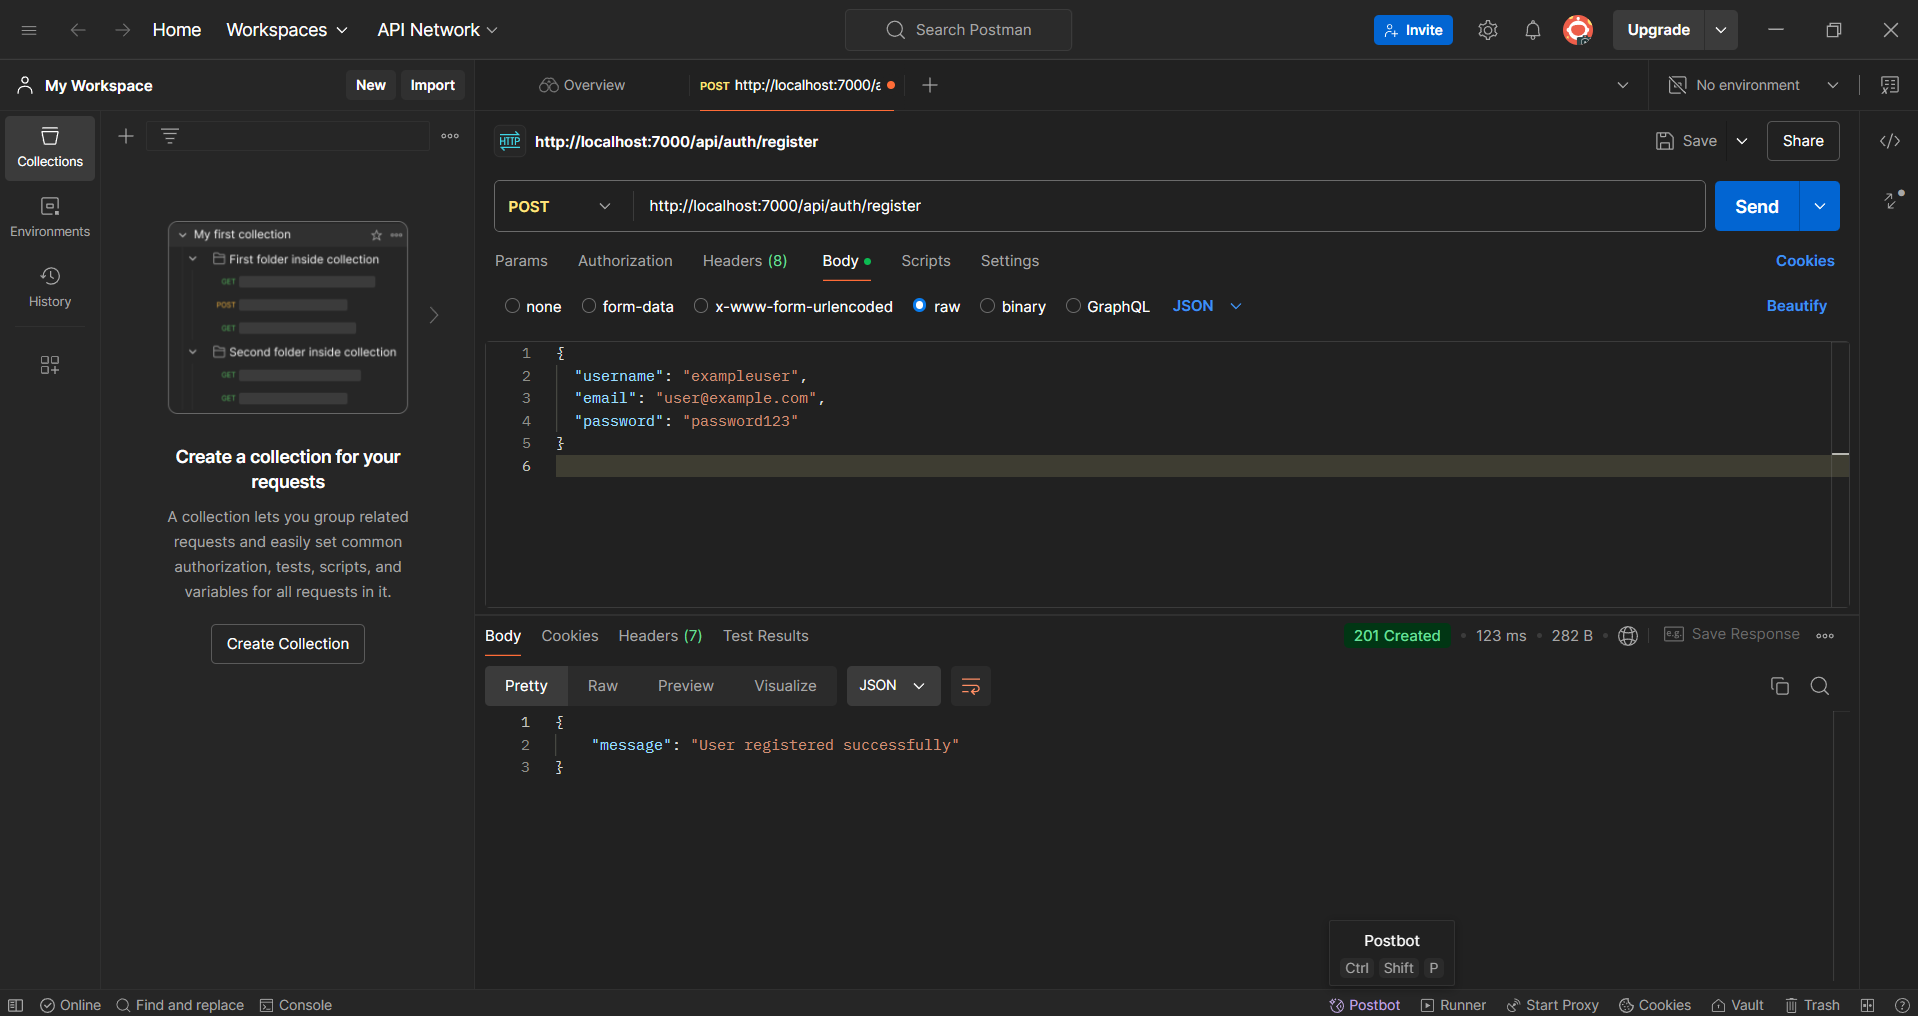 Home Workspaces API Network Search Postman Invite Upgrade
My Workspace New Import Overview POST http://localhost:7000/a No environment
Collections
Environments
History
My first collection
First folder inside collection
GET
POST
GET
Second folder inside collection
GET
GET
Create a collection for your
requests
A collection lets you group related
requests and easily set common
authorization, tests, scripts, and
variables for all requests in it.
Create Collection
HTTP http://localhost:7000/api/auth/register Save Share
POST http://localhost:7000/api/auth/register Send
Params Authorization Headers (8) Body Scripts Settings Cookies
none form-data x-www-form-urlencoded raw binary GraphQL JSON Beautify
1 {
2 "username": "exampleuser",
3 "email": "user@example.com",
4 "password": "password123"
5 }
6
Body Cookies Headers (7) Test Results 201 Created 123 ms 282 B e.g. Save Response
Pretty Raw Preview Visualize JSON
1 {
2 "message": "User registered successfully"
3 }
Postbot
Ctrl Shift P
Online Find and replace Console Postbot Runner Start Proxy Cookies Vault Trash